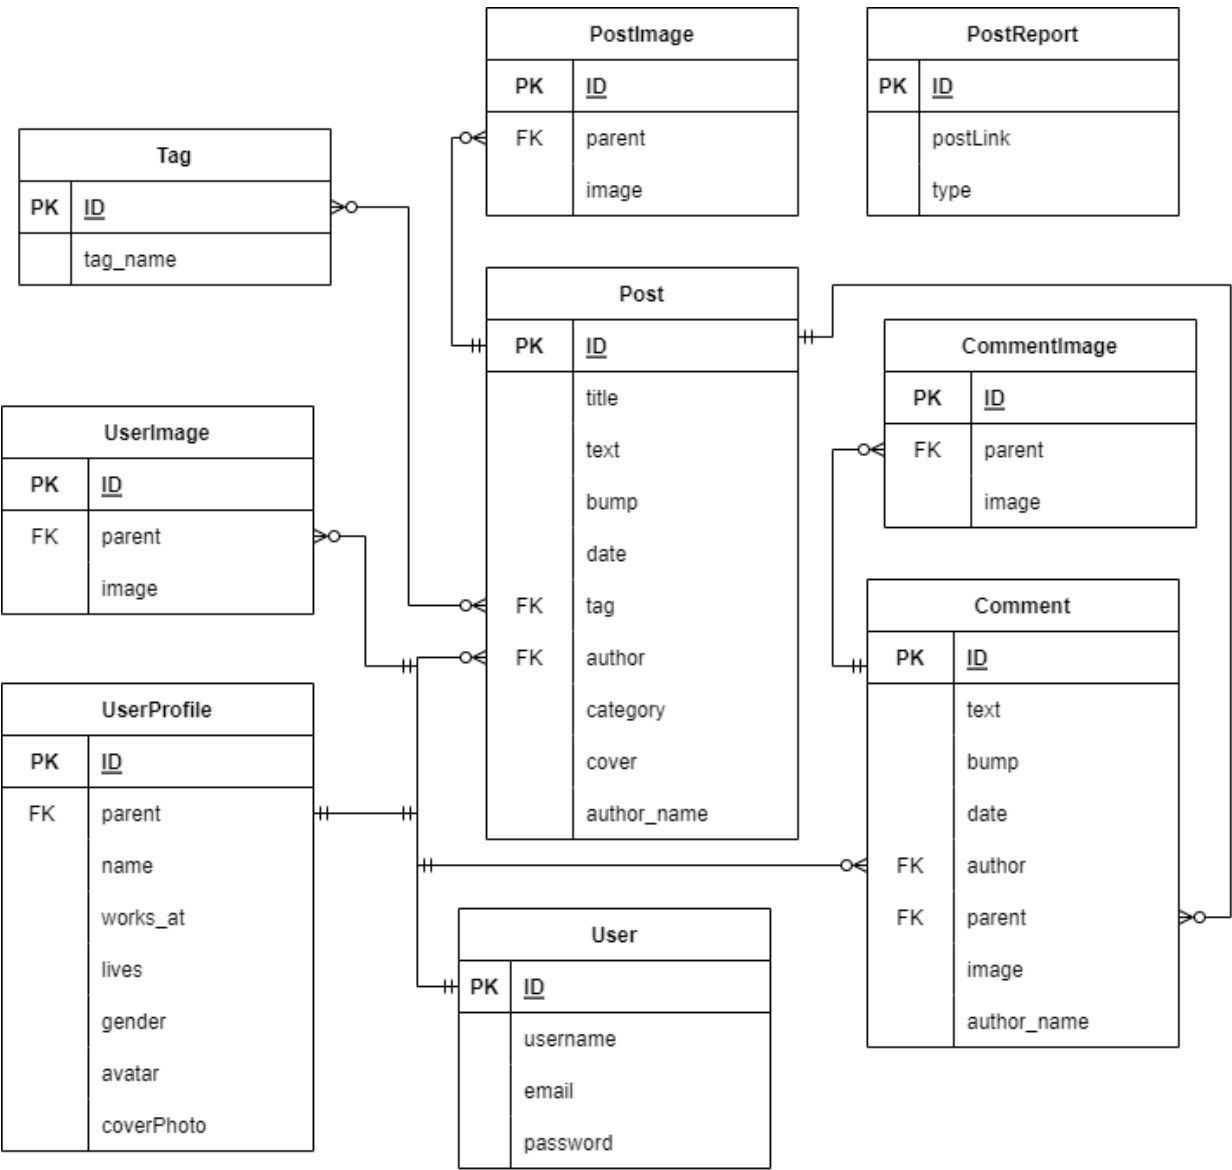 PostImage
PK ID
FK parent
image
PostReport
PK ID
postLink
type
Tag
PK ID
tag_name
Post
PK ID
title
text
bump
date
FK tag
FK author
category
cover
author_name
CommentImage
PK ID
FK parent
image
UserImage
PK ID
FK parent
image
Comment
PK ID
text
bump
date
FK author
FK parent
image
author_name
UserProfile
PK ID
FK parent
name
works_at
lives
gender
avatar
coverPhoto
User
PK ID
username
email
password